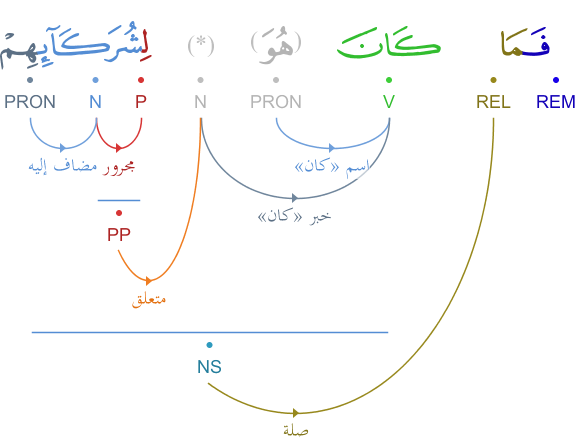 فَمَا كَانَ (هُوَ) (*) لِشُرَكَآئِهِمْ
REM REL V PRON N P N PRON
اسم «كان» مجرور مضاف إليه
خبر «كان»
PP
متعلق
NS
صلة